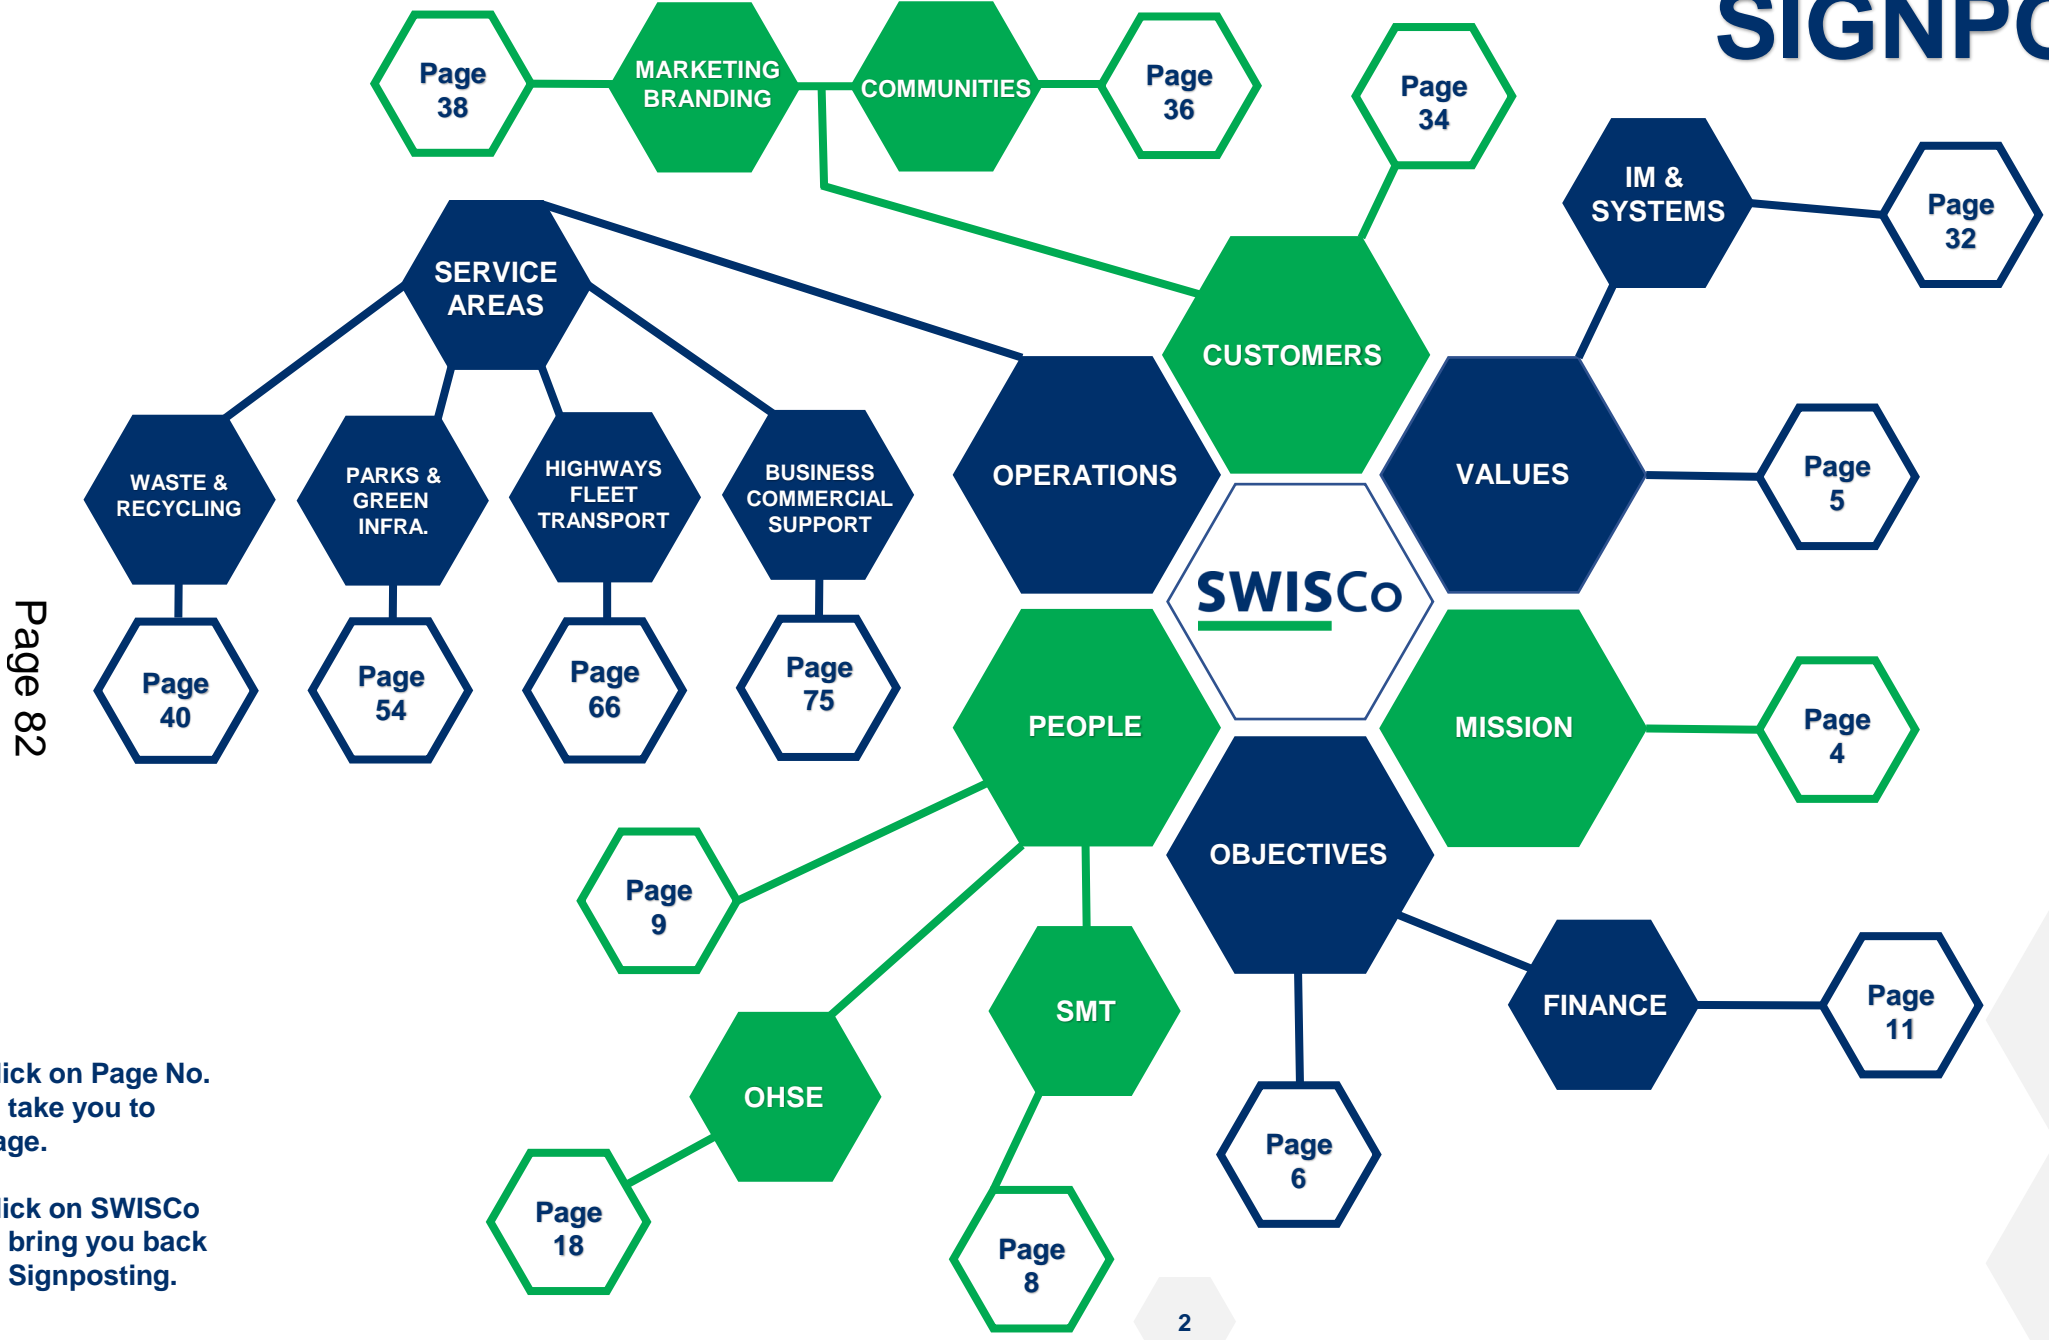 SIGNPO
Page
38
MARKETING
BRANDING
COMMUNITIES
Page
36
Page
34
IM &
SYSTEMS
Page
32
SERVICE
AREAS
CUSTOMERS
OPERATIONS
VALUES
Page
5
WASTE &
RECYCLING
PARKS &
GREEN
INFRA.
HIGHWAYS
FLEET
TRANSPORT
BUSINESS
COMMERCIAL
SUPPORT
SWISCo
Page
40
Page
54
Page
66
Page
75
Page 82
PEOPLE
MISSION
Page
4
OBJECTIVES
Page
9
SMT
FINANCE
Page
11
OHSE
Page
18
Page
8
Page
6
lick on Page No.
take you to
age.
lick on SWISCo
bring you back
Signposting.
2